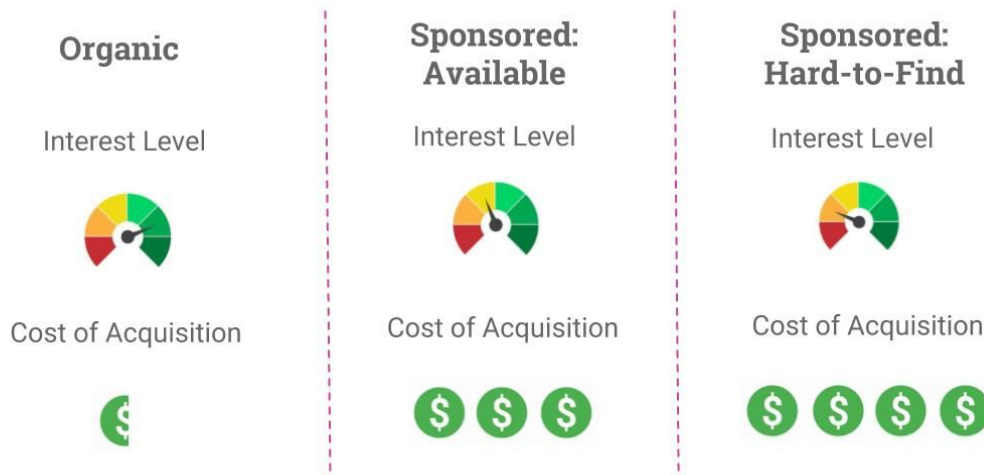 Organic
Interest Level
Cost of Acquisition
$
Sponsored:
Available
Interest Level
Cost of Acquisition
$ $ $
Sponsored:
Hard-to-Find
Interest Level
Cost of Acquisition
$ $ $ $